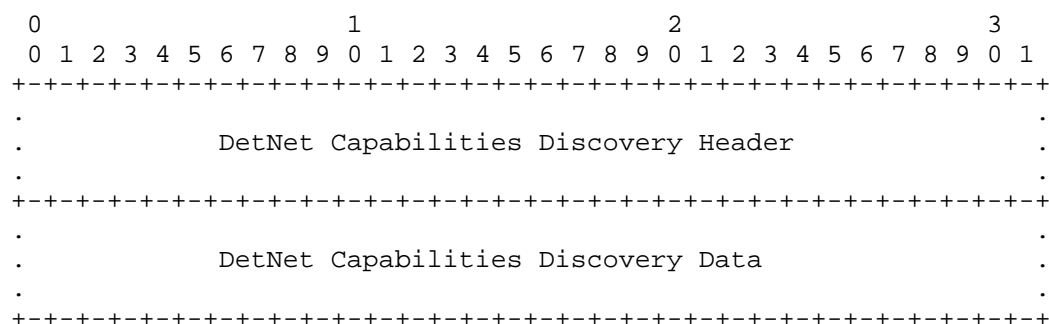 0                   1                   2                   3
 0 1 2 3 4 5 6 7 8 9 0 1 2 3 4 5 6 7 8 9 0 1 2 3 4 5 6 7 8 9 0 1
+-+-+-+-+-+-+-+-+-+-+-+-+-+-+-+-+-+-+-+-+-+-+-+-+-+-+-+-+-+-+-+-+
.                                                               .
.            DetNet Capabilities Discovery Header               .
.                                                               .
+-+-+-+-+-+-+-+-+-+-+-+-+-+-+-+-+-+-+-+-+-+-+-+-+-+-+-+-+-+-+-+-+
.                                                               .
.            DetNet Capabilities Discovery Data                 .
.                                                               .
+-+-+-+-+-+-+-+-+-+-+-+-+-+-+-+-+-+-+-+-+-+-+-+-+-+-+-+-+-+-+-+-+